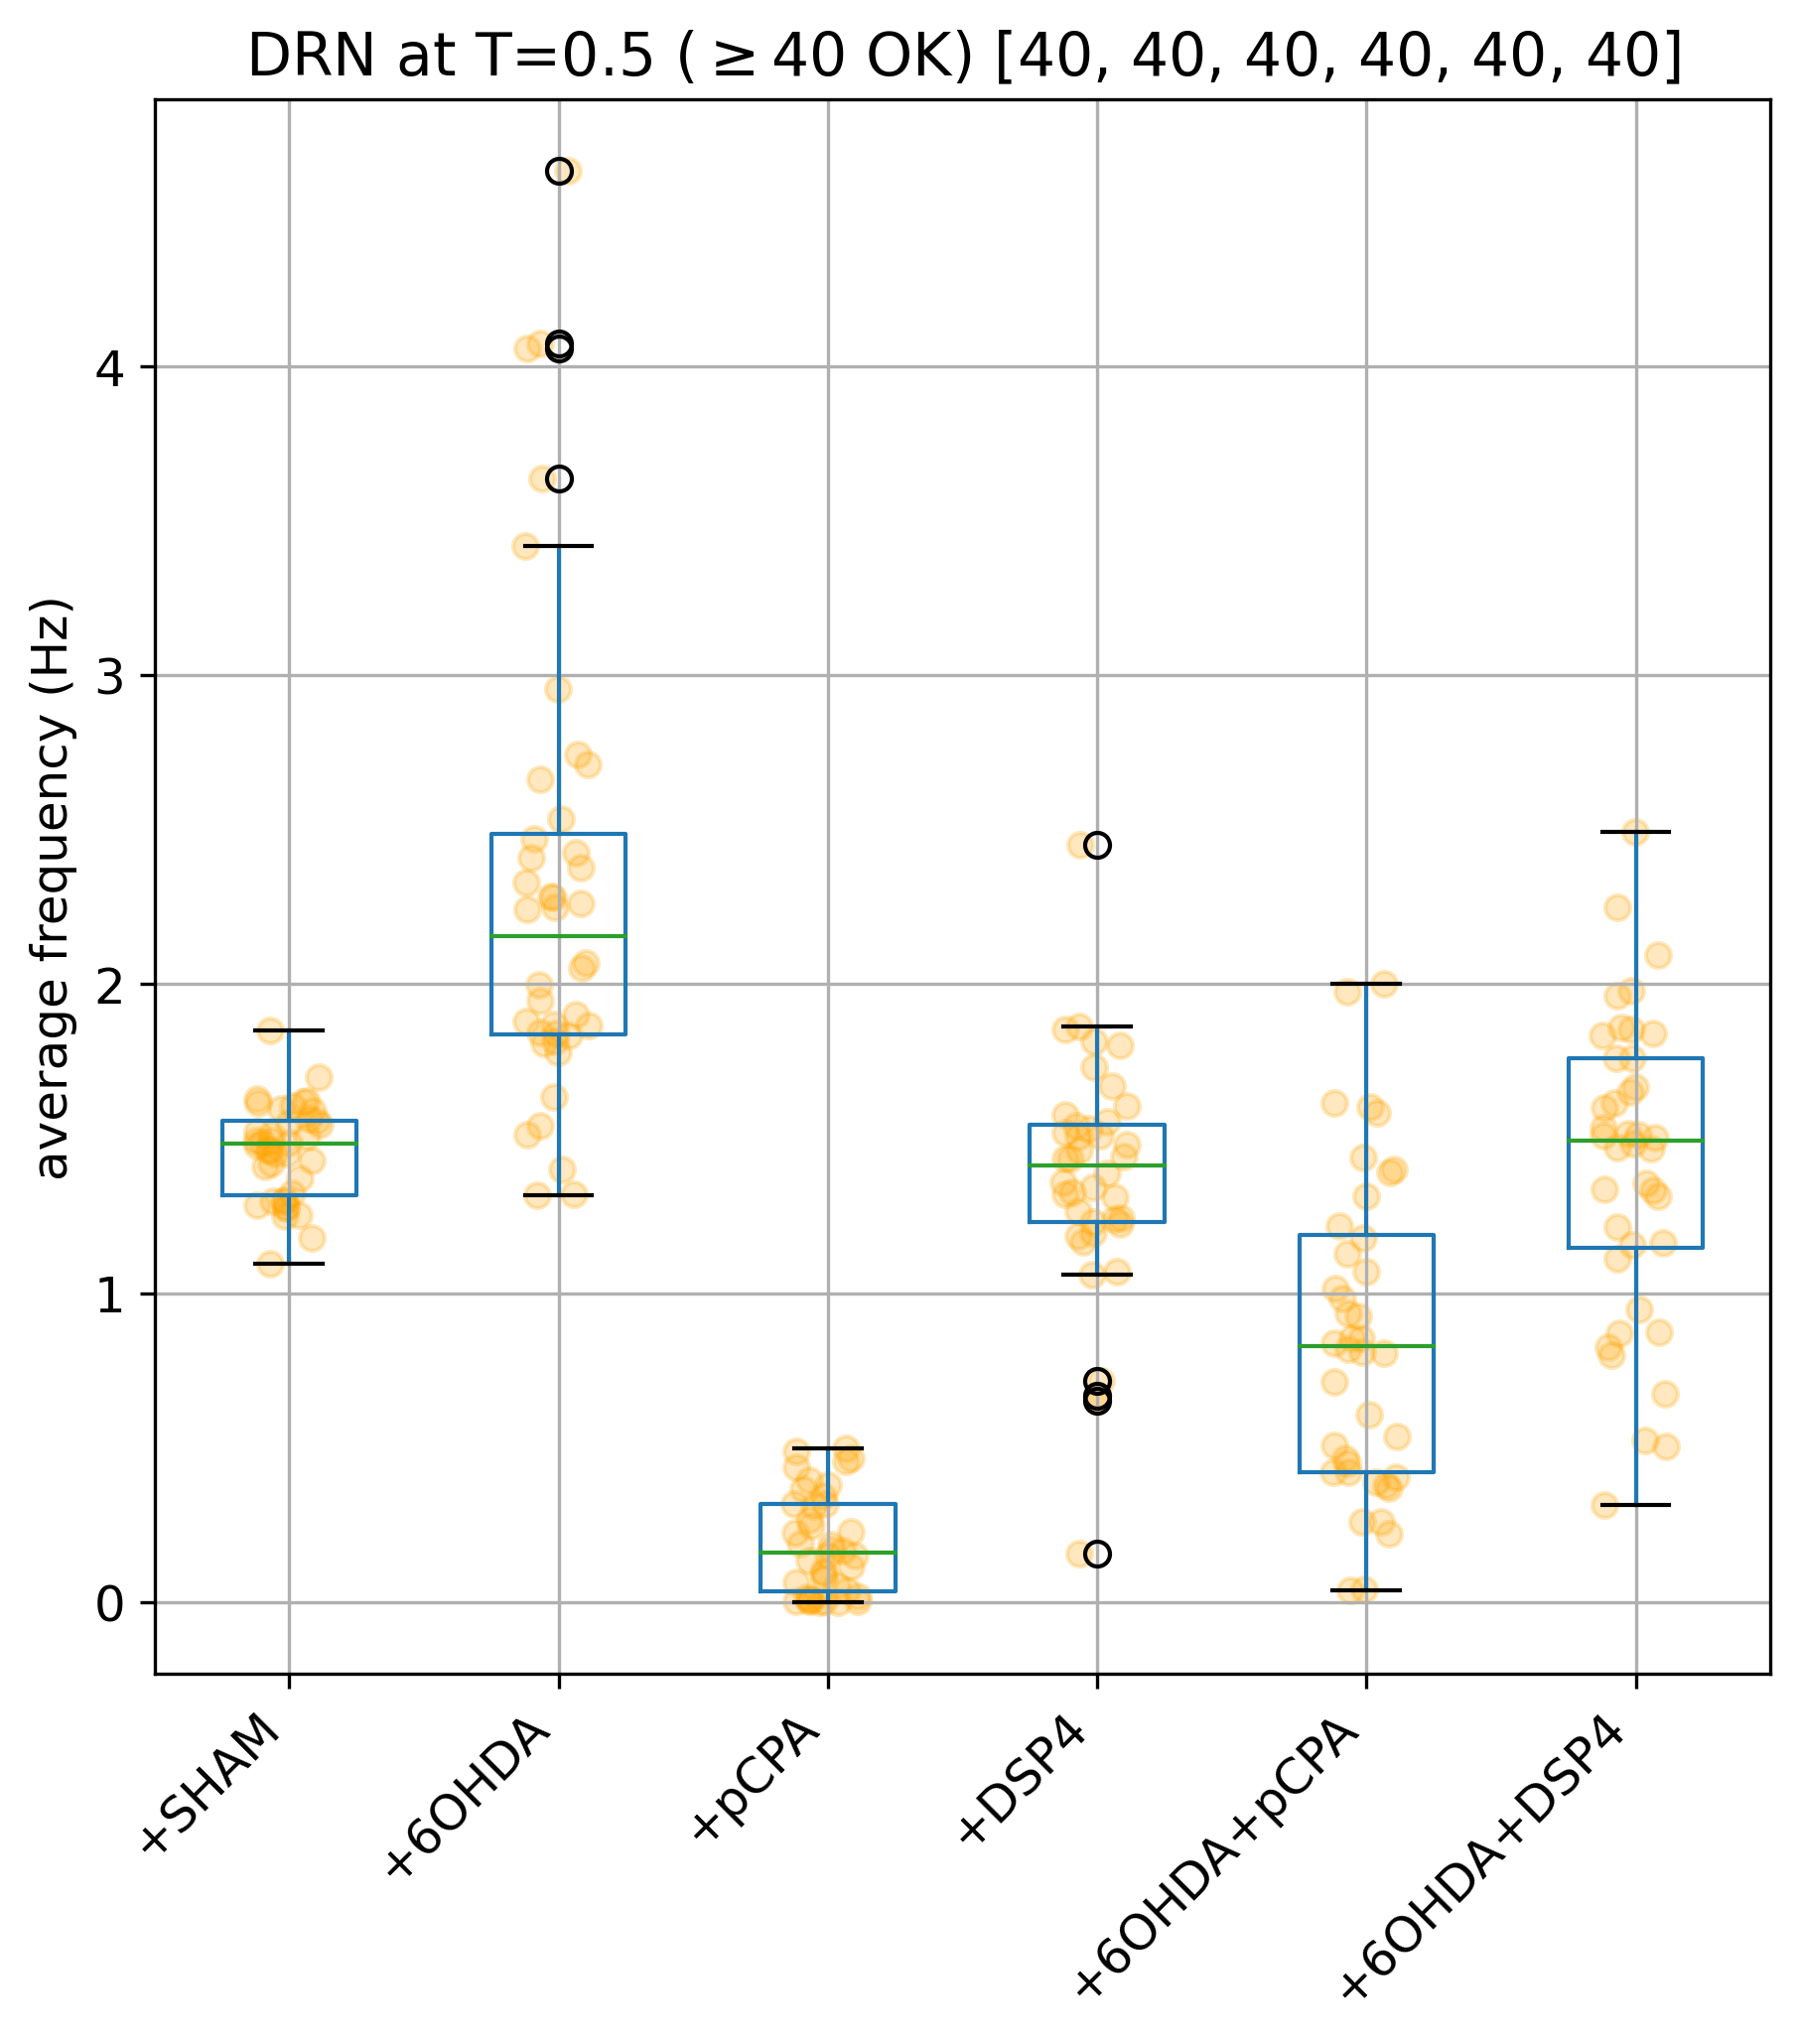 DRN at T=0.5 ( ≥ 40 OK) [40, 40, 40, 40, 40, 40]
average frequency (Hz)
4
3
2
1
0
+SHAM
+6OHDA
+pCPA
+DSP4
+6OHDA+pCPA
+6OHDA+DSP4